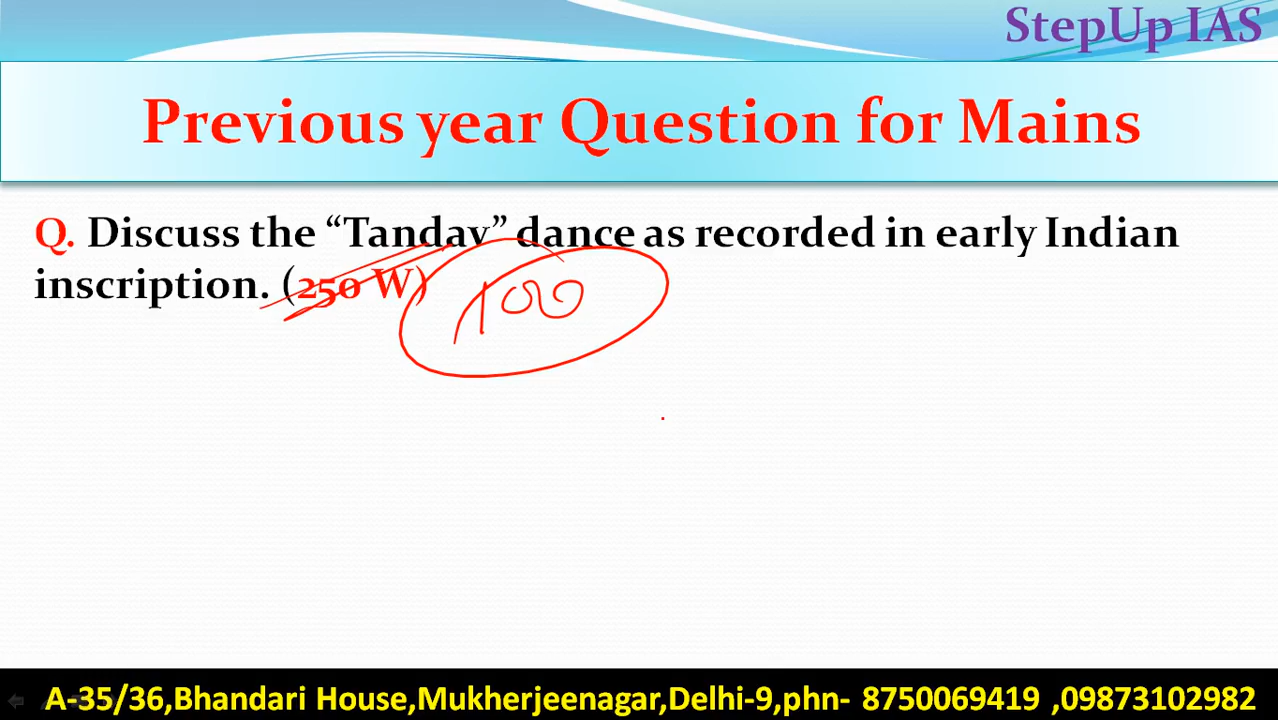 StepUp IAS
Previous year Question for Mains
Q. Discuss the “Tandav” dance as recorded in early Indian
inscription. (250 W)
100
A-35/36,Bhandari House,Mukherjeenagar,Delhi-9,phn- 8750069419 ,09873102982